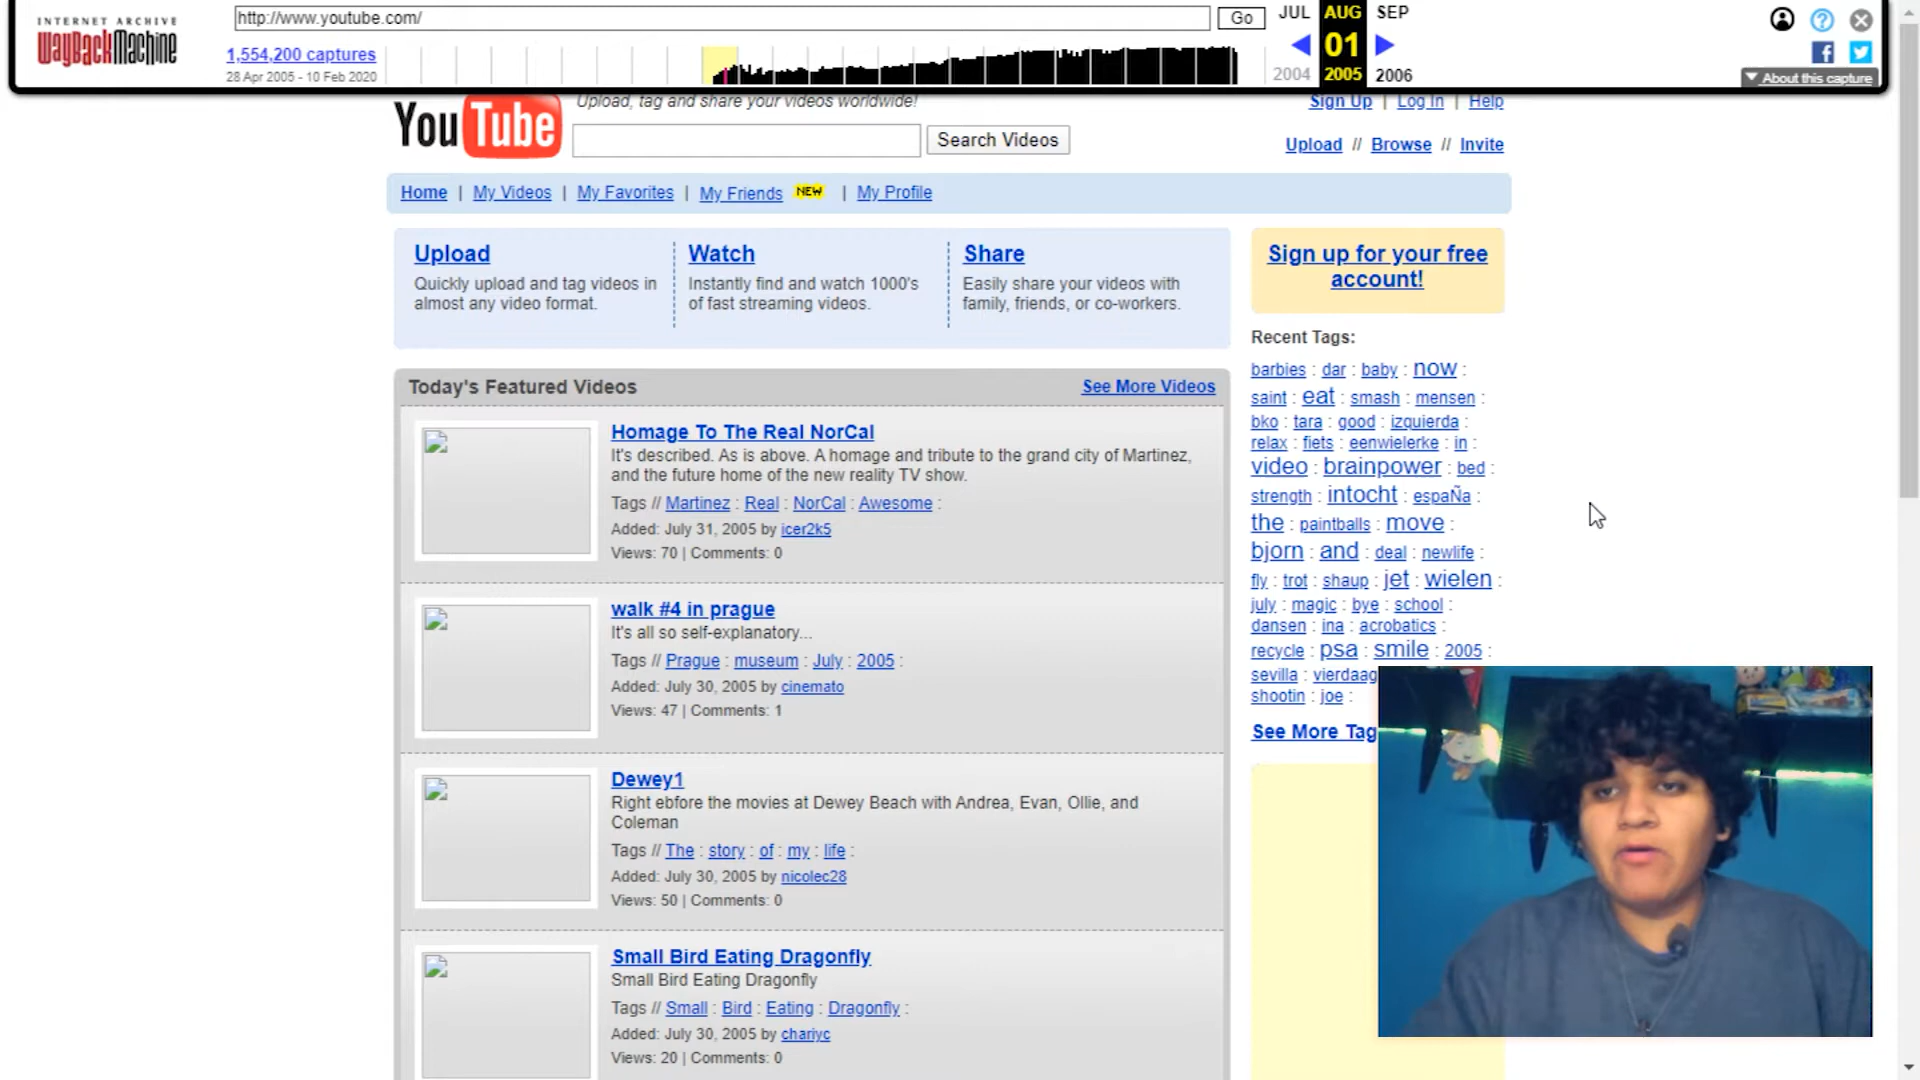 INTERNET ARCHIVE
WayBackMachine
http://www.youtube.com/
Go
JUL AUG SEP
1,554,200 captures
28 Apr 2005 - 10 Feb 2020
01
2004 2005 2006
About this capture
YouTube
Upload, tag and share your videos worldwide!
Search Videos
Sign Up | Log In | Help
Upload // Browse // Invite
Home | My Videos | My Favorites | My Friends NEW | My Profile
Upload
Quickly upload and tag videos in
almost any video format.
Watch
Instantly find and watch 1000's
of fast streaming videos.
Share
Easily share your videos with
family, friends, or co-workers.
Today's Featured Videos
See More Videos
Homage To The Real NorCal
It's described. As is above. A homage and tribute to the grand city of Martinez,
and the future home of the new reality TV show.
Tags // Martinez : Real : NorCal : Awesome :
Added: July 31, 2005 by icer2k5
Views: 70 | Comments: 0
walk #4 in prague
It's all so self-explanatory...
Tags // Prague : museum : July : 2005 :
Added: July 30, 2005 by cinemato
Views: 47 | Comments: 1
Dewey1
Right ebfore the movies at Dewey Beach with Andrea, Evan, Ollie, and
Coleman
Tags // The : story : of : my : life :
Added: July 30, 2005 by nicolec28
Views: 50 | Comments: 0
Small Bird Eating Dragonfly
Small Bird Eating Dragonfly
Tags // Small : Bird : Eating : Dragonfly :
Added: July 30, 2005 by chariyc
Views: 20 | Comments: 0
Sign up for your free
account!
Recent Tags:
barbies : dar : baby : now :
saint : eat : smash : mensen :
bko : tara : good : izquierda :
relax : fiets : eenwielerke : in :
video : brainpower : bed :
strength : intocht : espaÑa :
the : paintballs : move :
bjorn : and : deal : newlife :
fly : trot : shaup : jet : wielen :
july : magic : bye : school :
dansen : ina : acrobatics :
recycle : psa : smile : 2005 :
sevilla : vierdaag
shootin : joe :
See More Tag